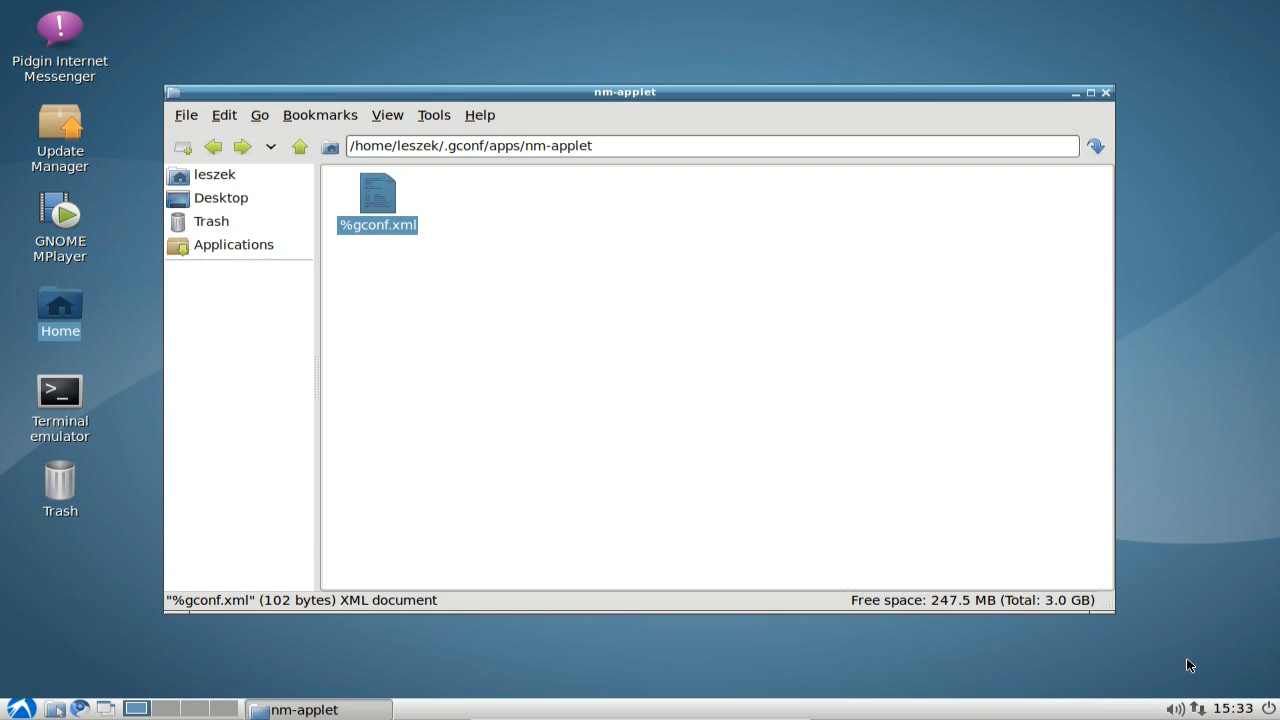 Pidgin Internet
Messenger
Update
Manager
GNOME
MPlayer
Home
Terminal
emulator
Trash
nm-applet
File Edit Go Bookmarks View Tools Help
/home/leszek/.gconf/apps/nm-applet
leszek
Desktop
Trash
Applications
%gconf.xml
"%gconf.xml" (102 bytes) XML document
Free space: 247.5 MB (Total: 3.0 GB)
nm-applet
15:33